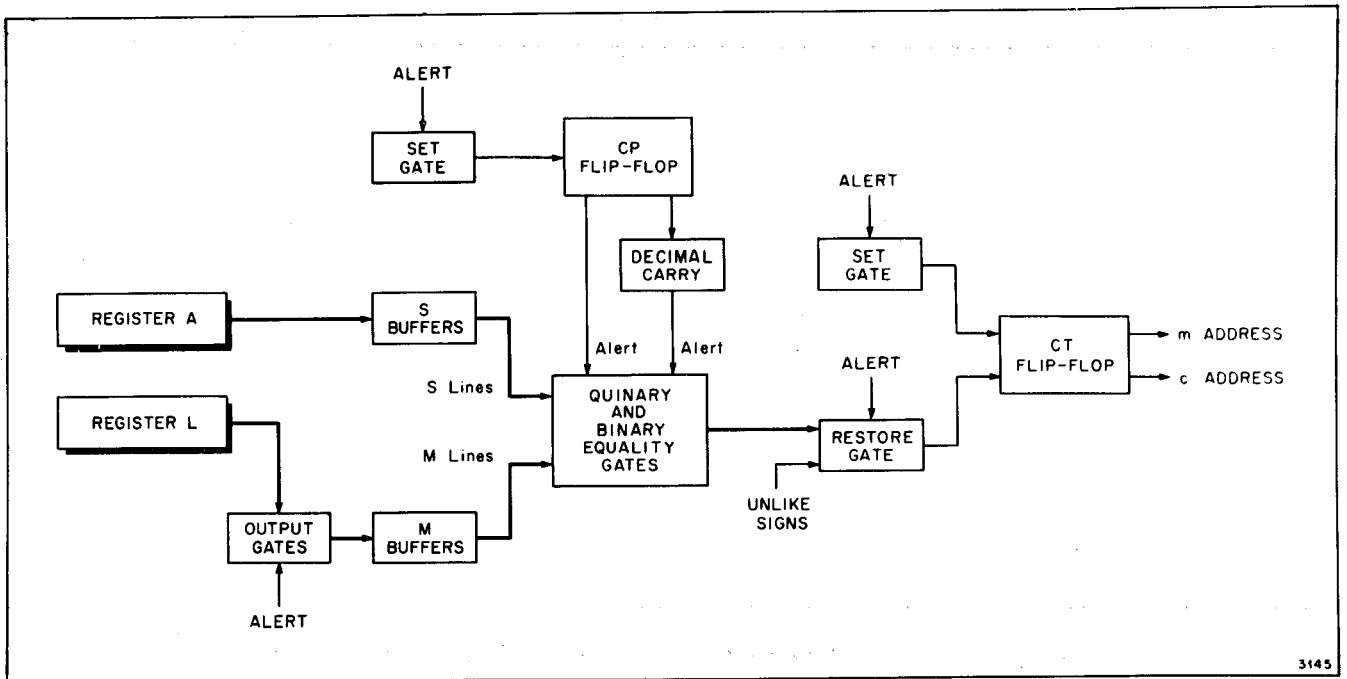 ALERT
SET
GATE
CP
FLIP-FLOP
ALERT
DECIMAL
CARRY
SET
GATE
REGISTER A
S
BUFFERS
Alert
Alert
CT
FLIP-FLOP
m ADDRESS
c ADDRESS
S Lines
ALERT
REGISTER L
QUINARY
AND
BINARY
EQUALITY
GATES
M Lines
RESTORE
GATE
UNLIKE
SIGNS
OUTPUT
GATES
M
BUFFERS
ALERT
3145